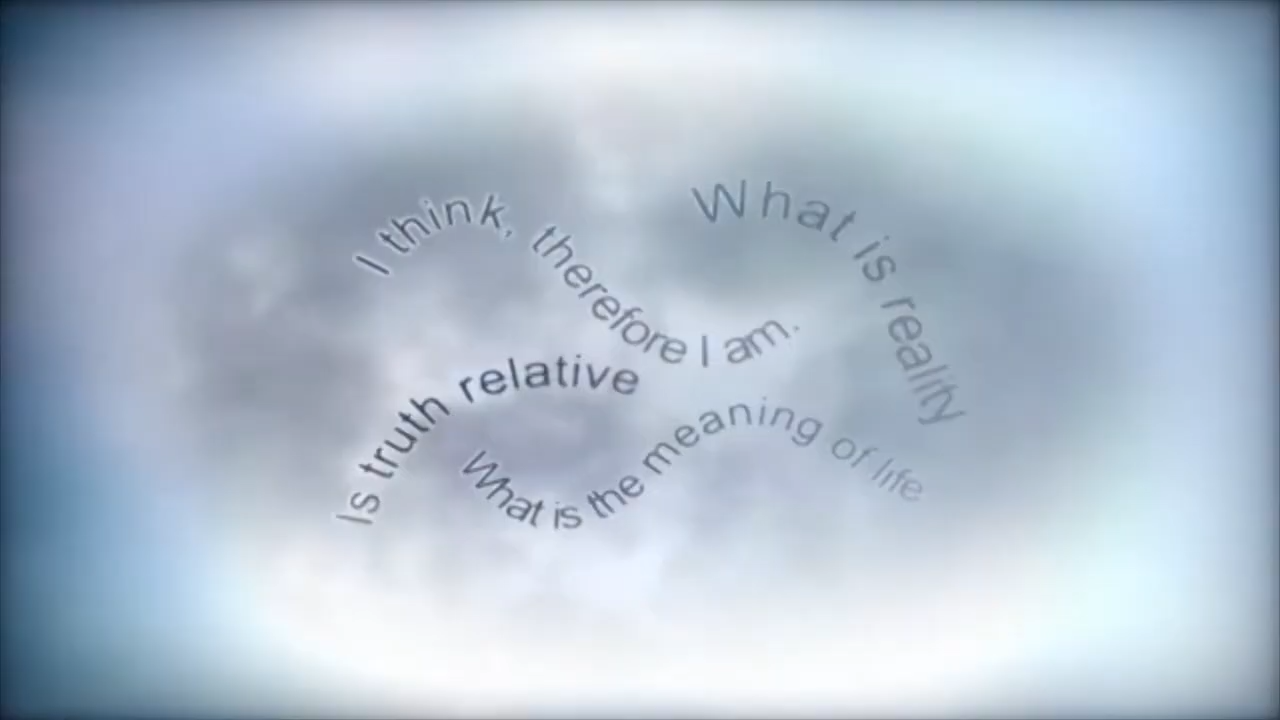 I think, therefore I am.
What is reality
Is truth relative
What is the meaning of life